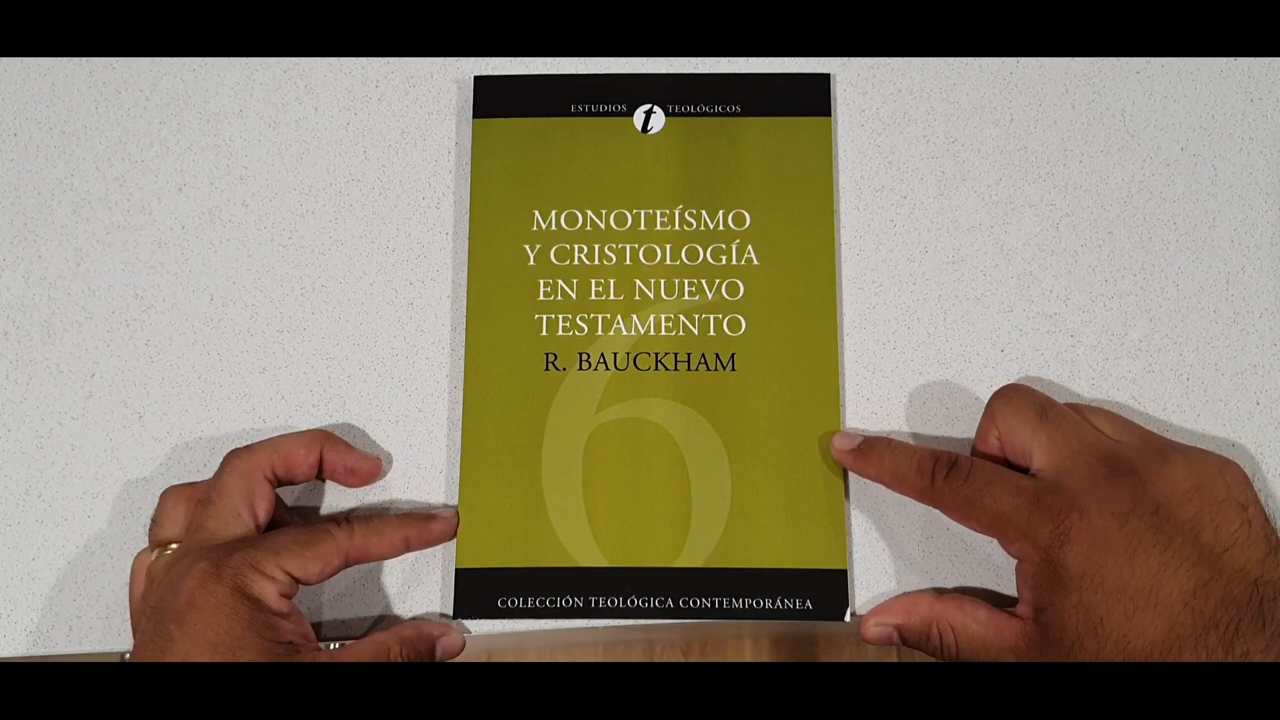 ESTUDIOS t TEOLÓGICOS
MONOTEÍSMO
Y CRISTOLOGÍA
EN EL NUEVO
TESTAMENTO
R. BAUCKHAM
6
COLECCIÓN TEOLÓGICA CONTEMPORÁNEA